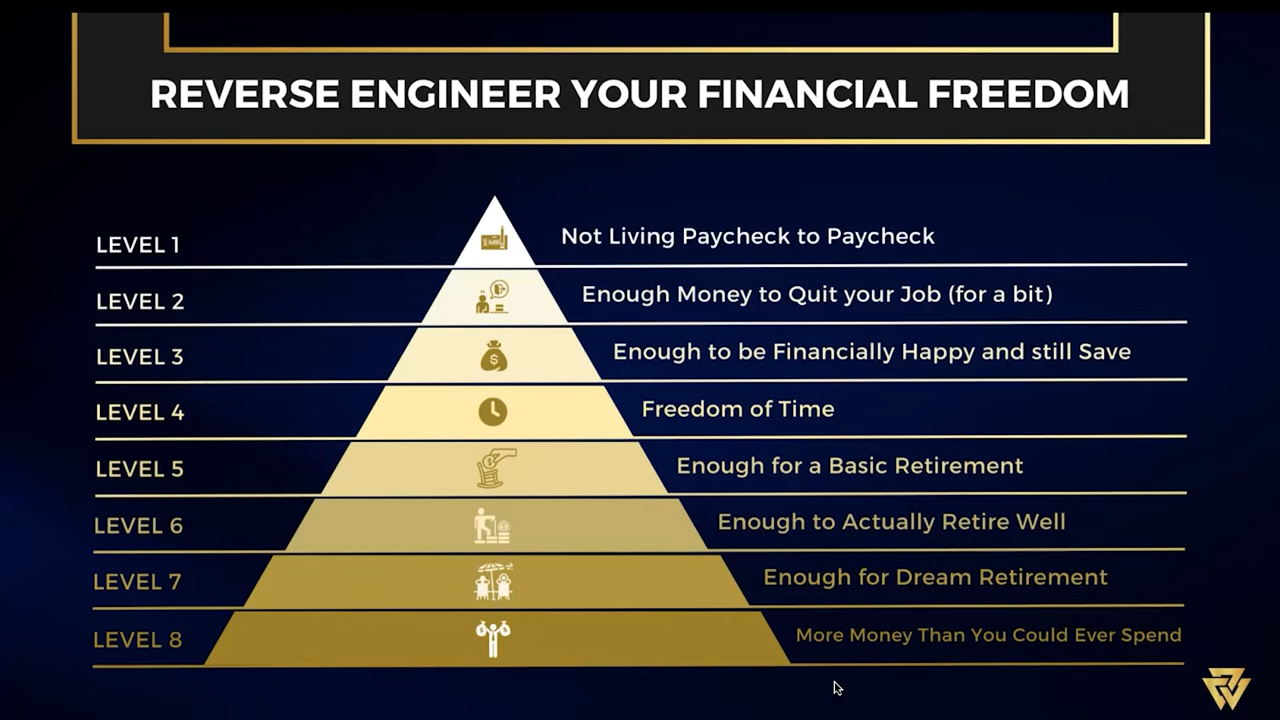 REVERSE ENGINEER YOUR FINANCIAL FREEDOM
LEVEL 1 Not Living Paycheck to Paycheck
LEVEL 2 Enough Money to Quit your Job (for a bit)
LEVEL 3 Enough to be Financially Happy and still Save
LEVEL 4 Freedom of Time
LEVEL 5 Enough for a Basic Retirement
LEVEL 6 Enough to Actually Retire Well
LEVEL 7 Enough for Dream Retirement
LEVEL 8 More Money Than You Could Ever Spend